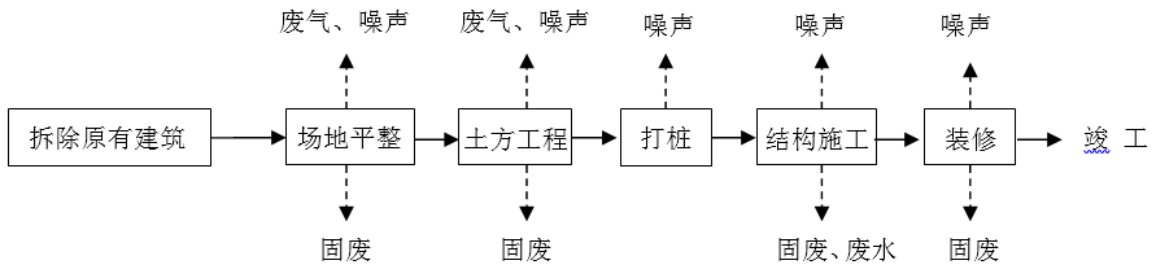 废气、噪声
废气、噪声
噪声
噪声
噪声
拆除原有建筑
场地平整
土方工程
打桩
结构施工
装修
竣 工
固废
固废
固废、废水
固废